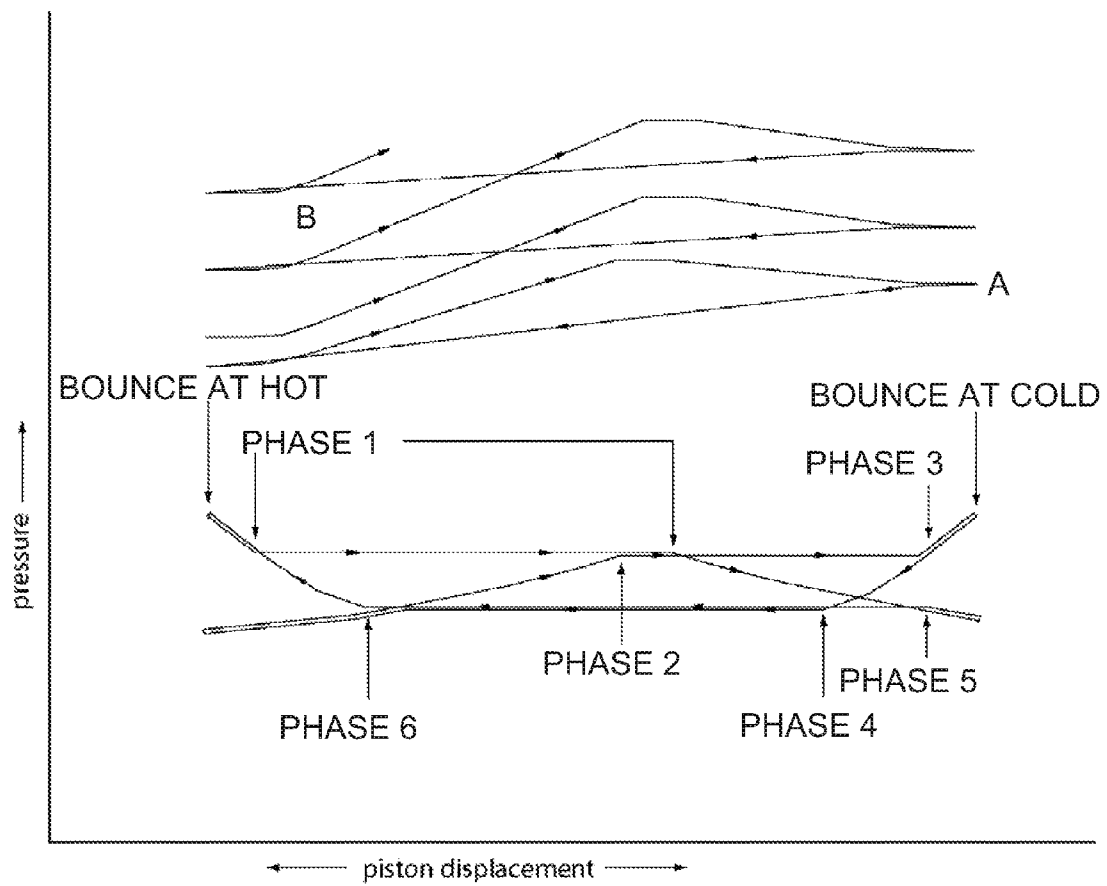 B
A
BOUNCE AT HOT
BOUNCE AT COLD
PHASE 1
PHASE 3
pressure
PHASE 2
PHASE 5
PHASE 6
PHASE 4
piston displacement